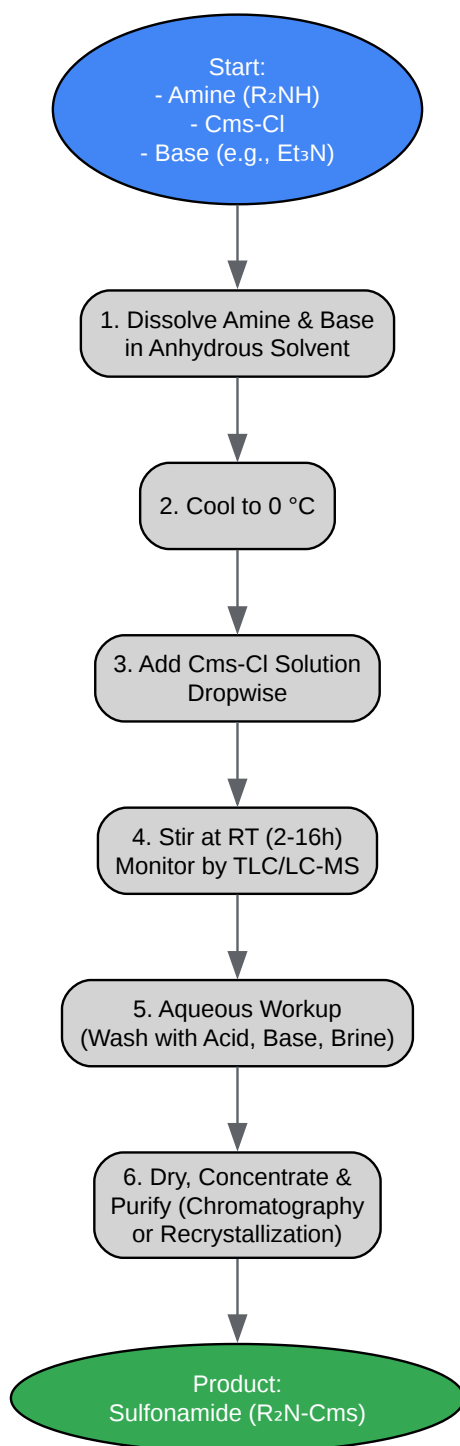 Start:
- Amine (R₂NH)
- Cms-Cl
- Base (e.g., Et₃N)
1. Dissolve Amine & Base
in Anhydrous Solvent
2. Cool to 0 °C
3. Add Cms-Cl Solution
Dropwise
4. Stir at RT (2-16h)
Monitor by TLC/LC-MS
5. Aqueous Workup
(Wash with Acid, Base, Brine)
6. Dry, Concentrate &
Purify (Chromatography
or Recrystallization)
Product:
Sulfonamide (R₂N-Cms)